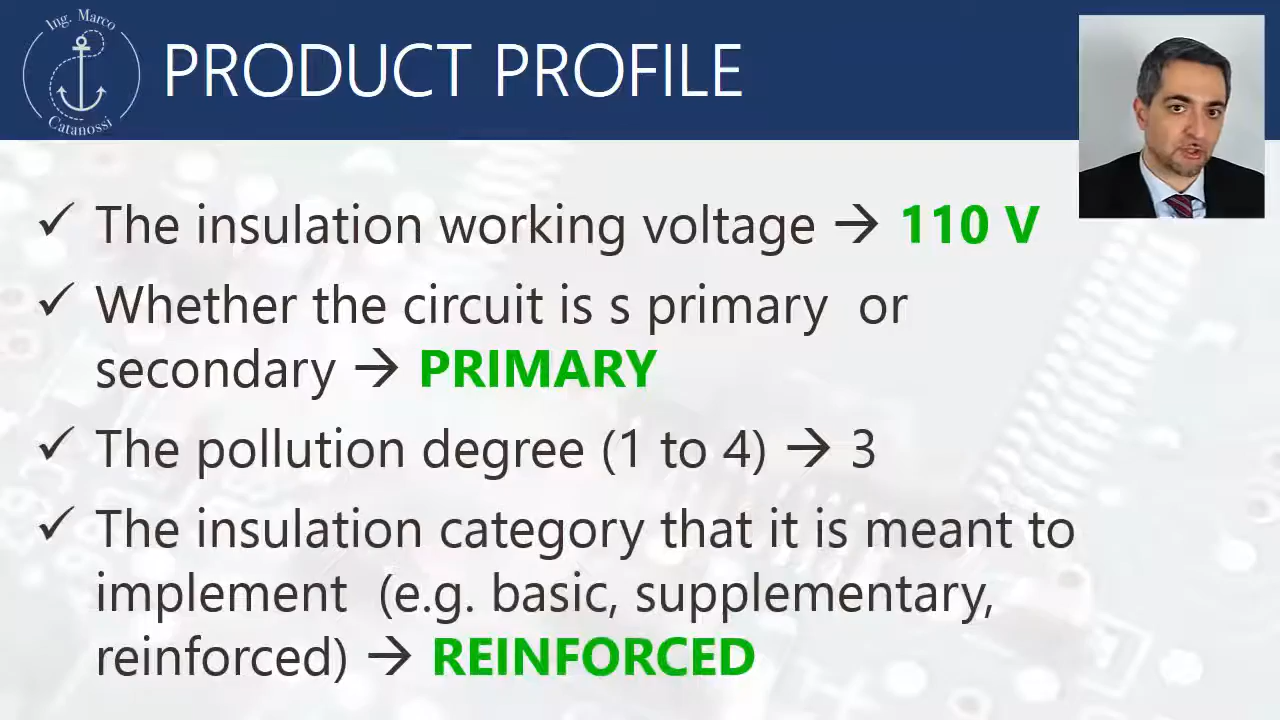 Ing. Marco
Catanossi
PRODUCT PROFILE
✓ The insulation working voltage → 110 V
✓ Whether the circuit is s primary or
secondary → PRIMARY
✓ The pollution degree (1 to 4) → 3
✓ The insulation category that it is meant to
implement (e.g. basic, supplementary,
reinforced) → REINFORCED